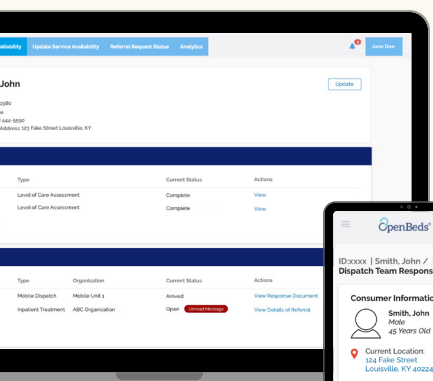 ailability Update Service Availability Referral Request Status Analytics Jane Doe
John Update
1980
444-5590
Address: 123 Fake Street Louisville, KY
Type Current Status Actions
Level of Care Assessment Complete View
Level of Care Assessment Complete View
Type Organization Current Status Actions
Mobile Dispatch Mobile Unit 1 Arrived View Response Document
Inpatient Treatment ABC Organization Open Unread Message View Details of Referral
OpenBeds®
ID:xxxx | Smith, John /
Dispatch Team Respons
Consumer Informatio
Smith, John
Male
45 Years Old
Current Location:
124 Fake Street
Louisville, KY 40224